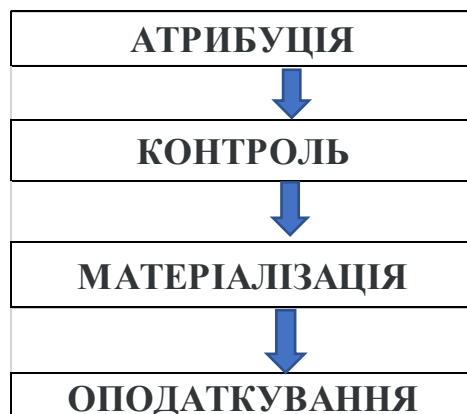 АТРИБУЦІЯ
КОНТРОЛЬ
МАТЕРІАЛІЗАЦІЯ
ОПОДАТКУВАННЯ